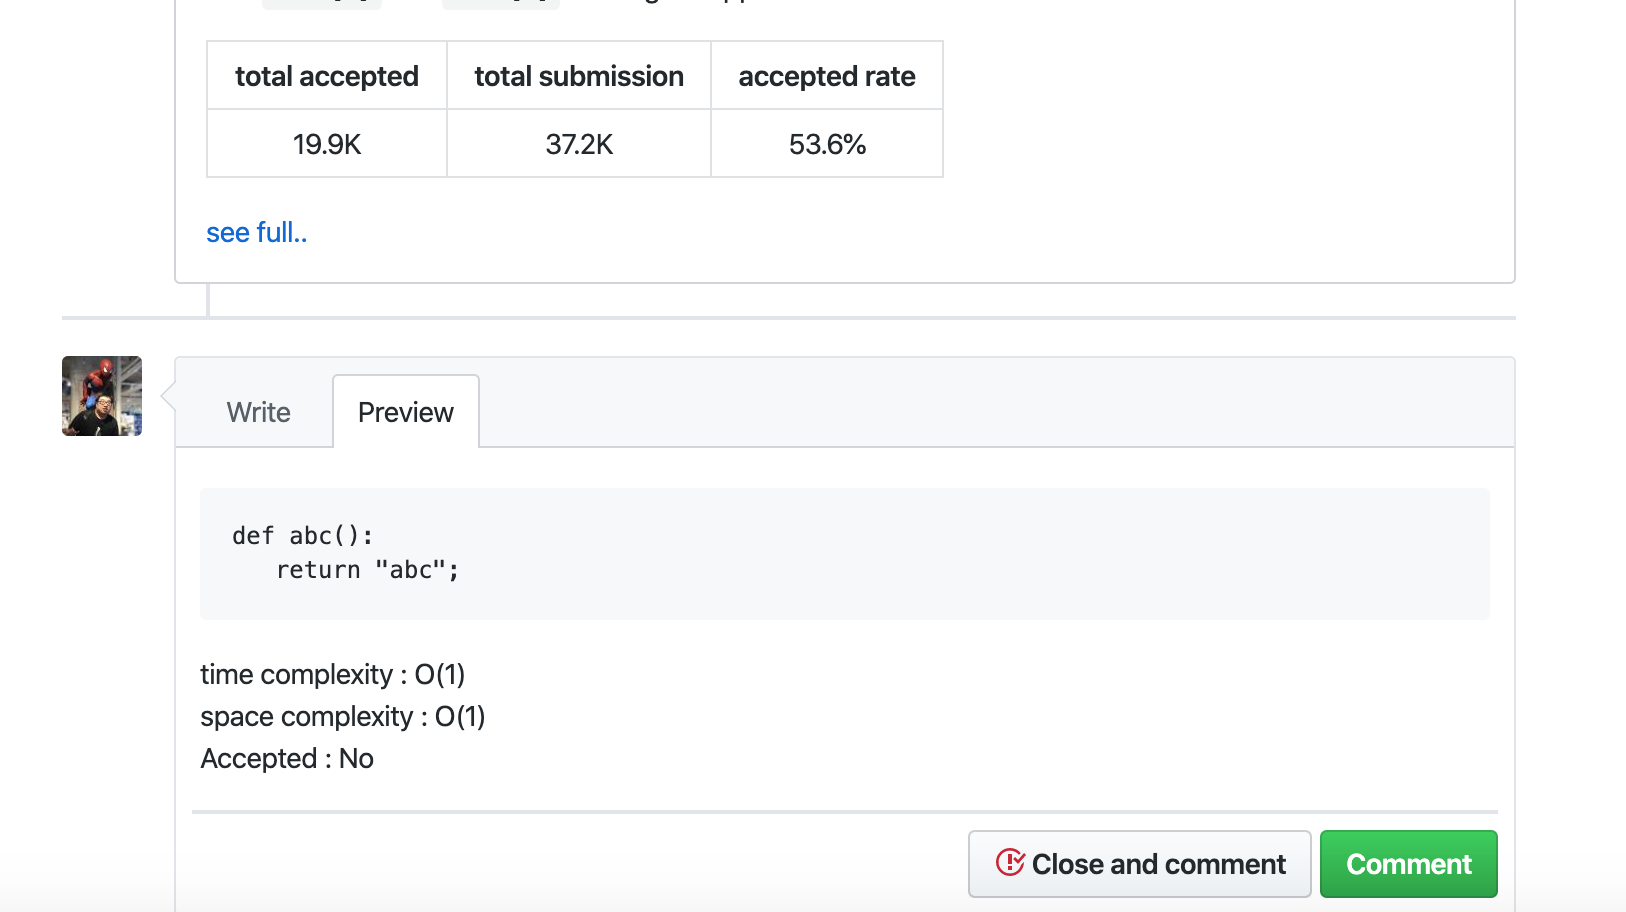 total accepted total submission accepted rate
19.9K 37.2K 53.6%
see full..
Write Preview
def abc():
   return "abc";
time complexity : O(1)
space complexity : O(1)
Accepted : No
Close and comment Comment